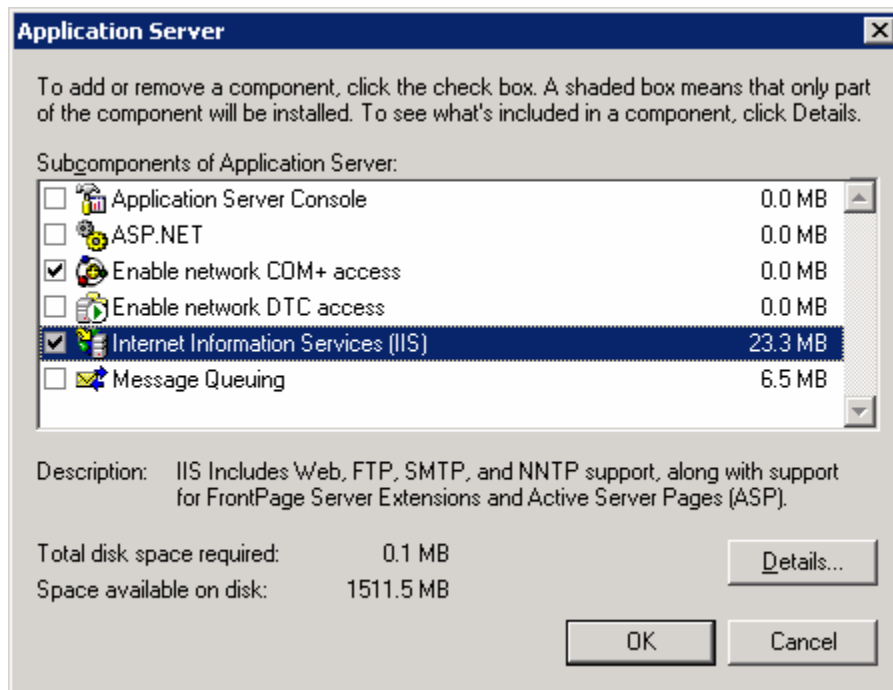 Application Server
To add or remove a component, click the check box. A shaded box means that only part
of the component will be installed. To see what's included in a component, click Details.
Subcomponents of Application Server:
Application Server Console 0.0 MB
ASP.NET 0.0 MB
Enable network COM+ access 0.0 MB
Enable network DTC access 0.0 MB
Internet Information Services (IIS) 23.3 MB
Message Queuing 6.5 MB
Description: IIS Includes Web, FTP, SMTP, and NNTP support, along with support
for FrontPage Server Extensions and Active Server Pages (ASP).
Total disk space required: 0.1 MB
Details...
Space available on disk: 1511.5 MB
OK Cancel